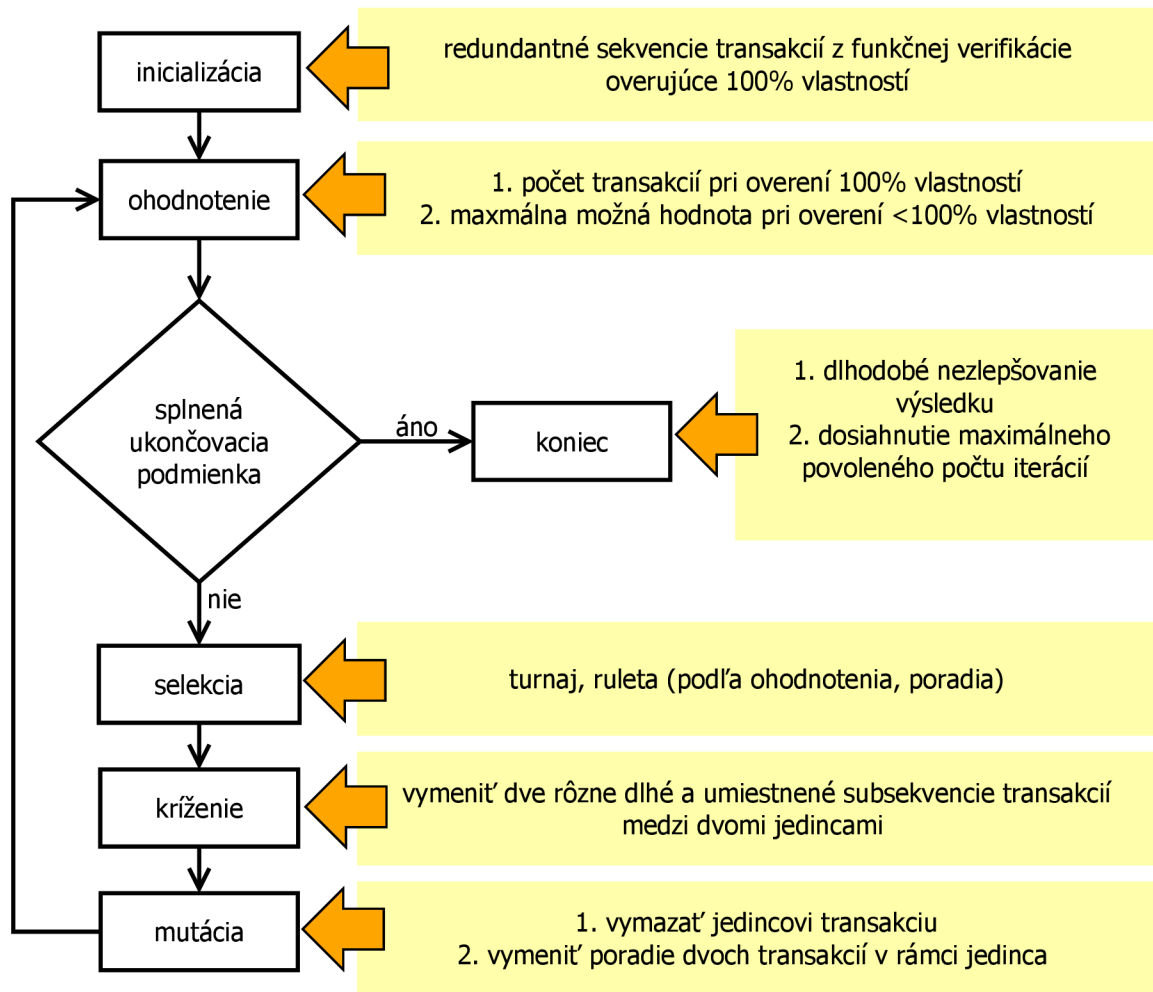 inicializácia
redundantné sekvencie transakcií z funkčnej verifikácie
overujúce 100% vlastností
ohodnotenie
1. počet transakcií pri overení 100% vlastností
2. maxmálna možná hodnota pri overení <100% vlastností
splnená
ukončovacia
podmienka
áno
koniec
1. dlhodobé nezlepšovanie
výsledku
2. dosiahnutie maximálneho
povoleného počtu iterácií
nie
selekcia
turnaj, ruleta (podľa ohodnotenia, poradia)
kríženie
vymeniť dve rôzne dlhé a umiestnené subsekvencie transakcií
medzi dvomi jedincami
mutácia
1. vymazať jedincovi transakciu
2. vymeniť poradie dvoch transakcií v rámci jedinca